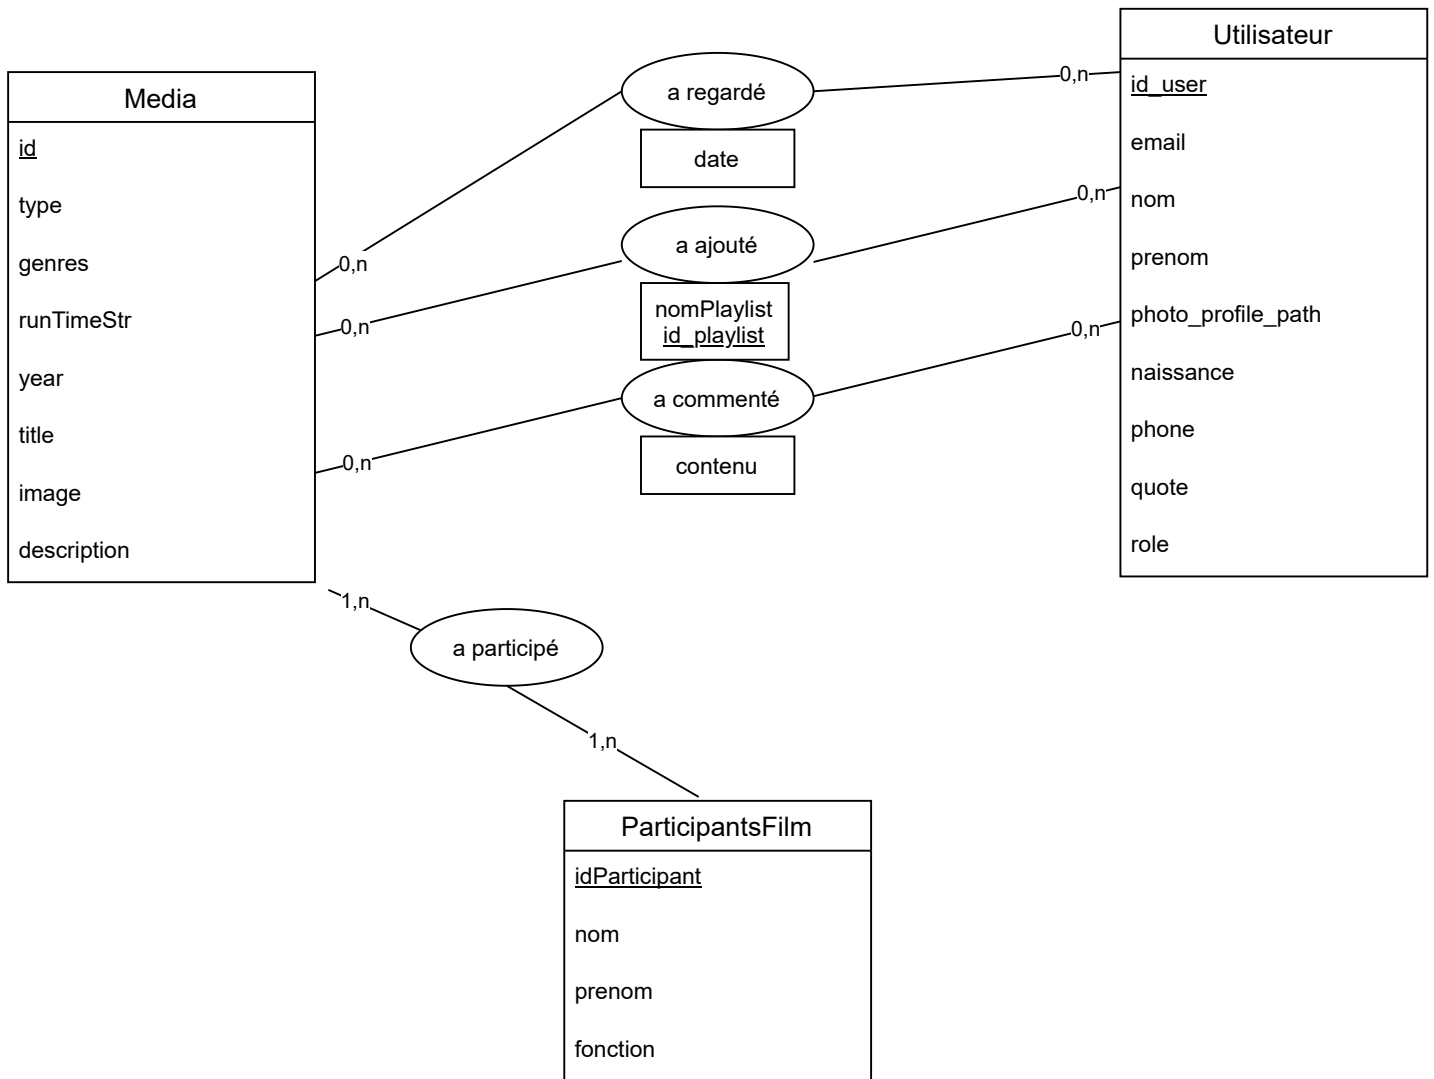 Media
id
type
genres
runTimeStr
year
title
image
description
0,n
0,n
0,n
a regardé
date
a ajouté
nomPlaylist
id_playlist
a commenté
contenu
0,n
0,n
0,n
Utilisateur
id_user
email
nom
prenom
photo_profile_path
naissance
phone
quote
role
1,n
a participé
1,n
ParticipantsFilm
idParticipant
nom
prenom
fonction